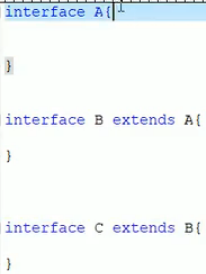 interface A{
}
interface B extends A{
}
interface C extends B{
}